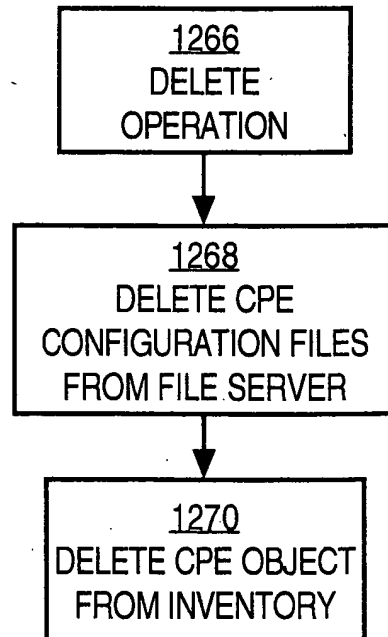 1266
DELETE
OPERATION
1268
DELETE CPE
CONFIGURATION FILES
FROM FILE SERVER
1270
DELETE CPE OBJECT
FROM INVENTORY